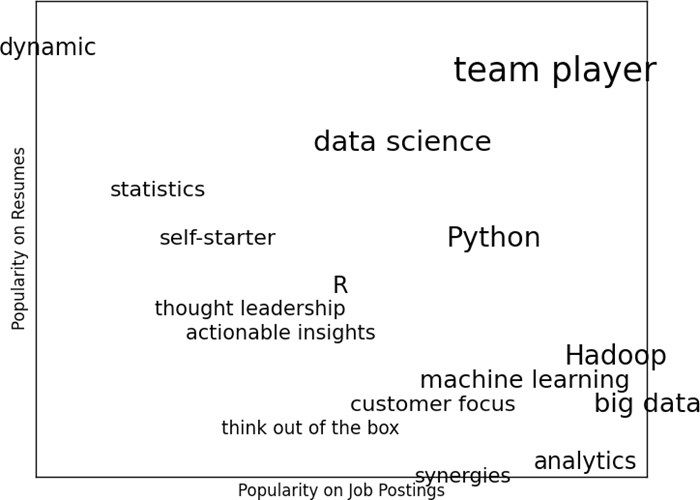 dynamic
team player
data science
statistics
self-starter
Python
R
thought leadership
actionable insights
Hadoop
machine learning
customer focus
big data
think out of the box
analytics
synergies
Popularity on Resumes
Popularity on Job Postings